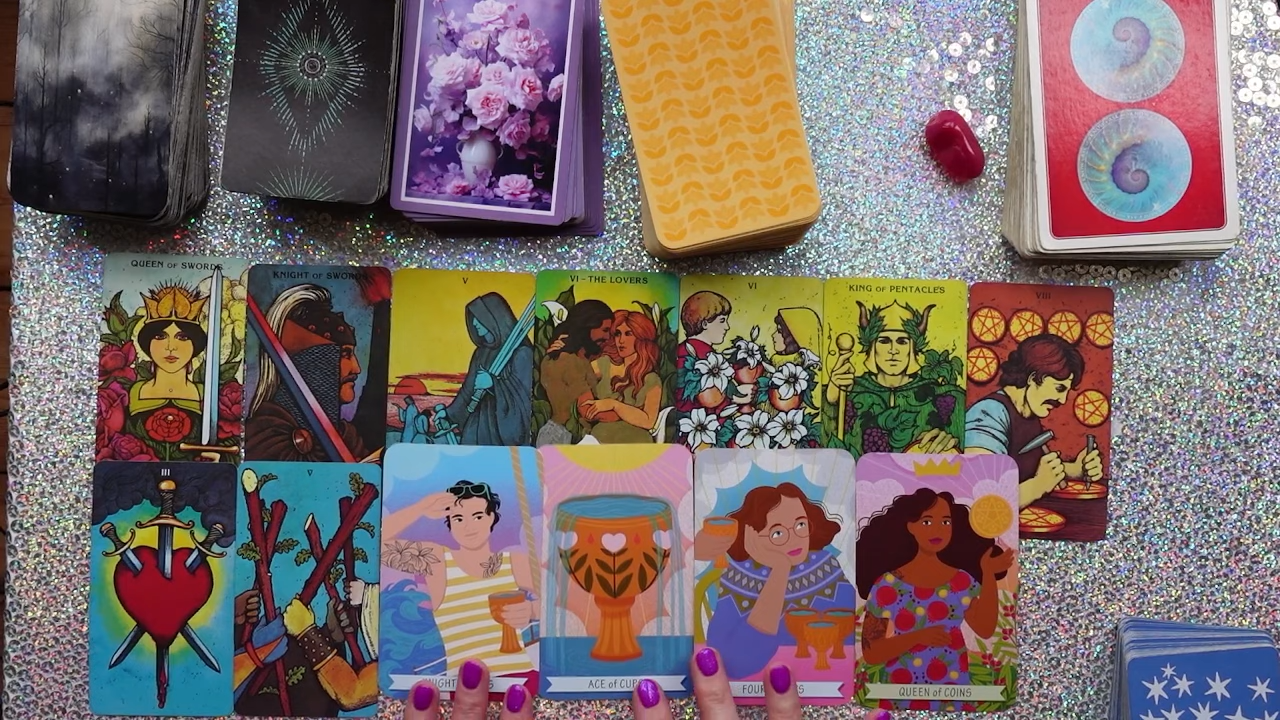 QUEEN OF SWORDS
KNIGHT OF SWORDS
V
VI - THE LOVERS
VI
KING OF PENTACLES
VIII
III
V
ACE of CUPS
FOUR
QUEEN of COINS